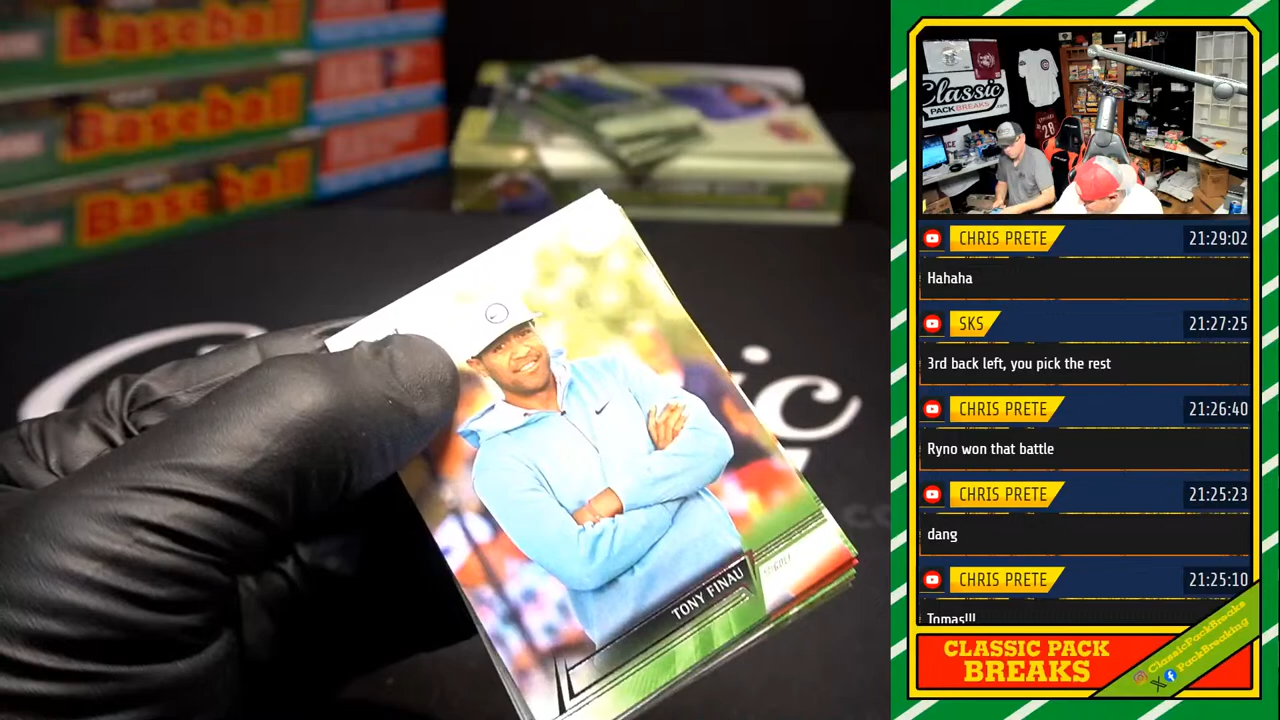 Baseball
Baseball
Baseball
TONY FINAU
Classic
PACKBREAKS.com
CHRIS PRETE
21:29:02
Hahaha
SKS
21:27:25
3rd back left, you pick the rest
CHRIS PRETE
21:26:40
Ryno won that battle
CHRIS PRETE
21:25:23
dang
CHRIS PRETE
21:25:10
Tomas!!!
CLASSIC PACK
BREAKS
ClassicPackBreaks
PackBreaking